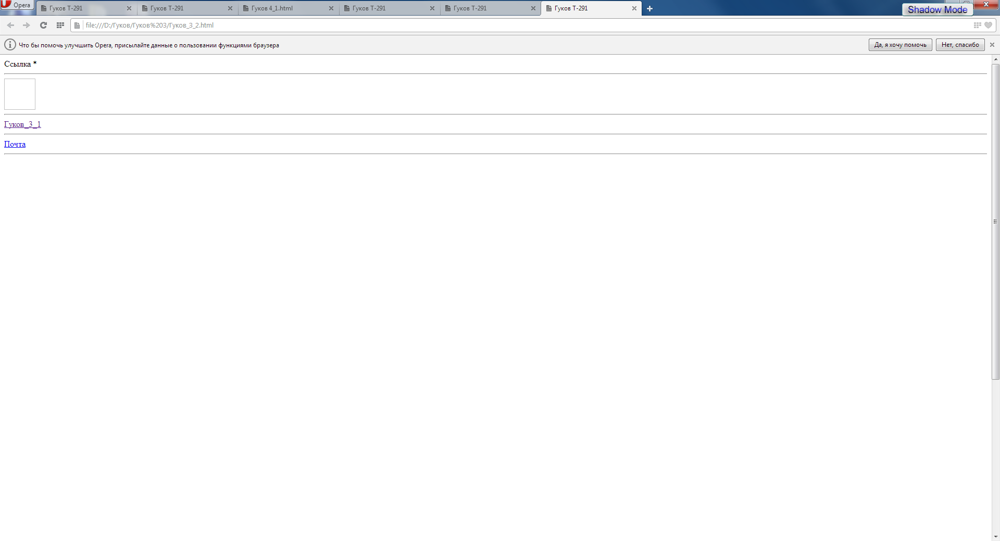 Opera
Гуков Т-291
Гуков Т-291
Гуков 4_1.html
Гуков Т-291
Гуков Т-291
Гуков Т-291
Shadow Mode
file:///D:/Гуков/Гуков%203/Гуков_3_2.html
Что бы помочь улучшить Opera, присылайте данные о пользовании функциями браузера
Да, я хочу помочь
Нет, спасибо
Ссылка *
Гуков_3_1
Почта